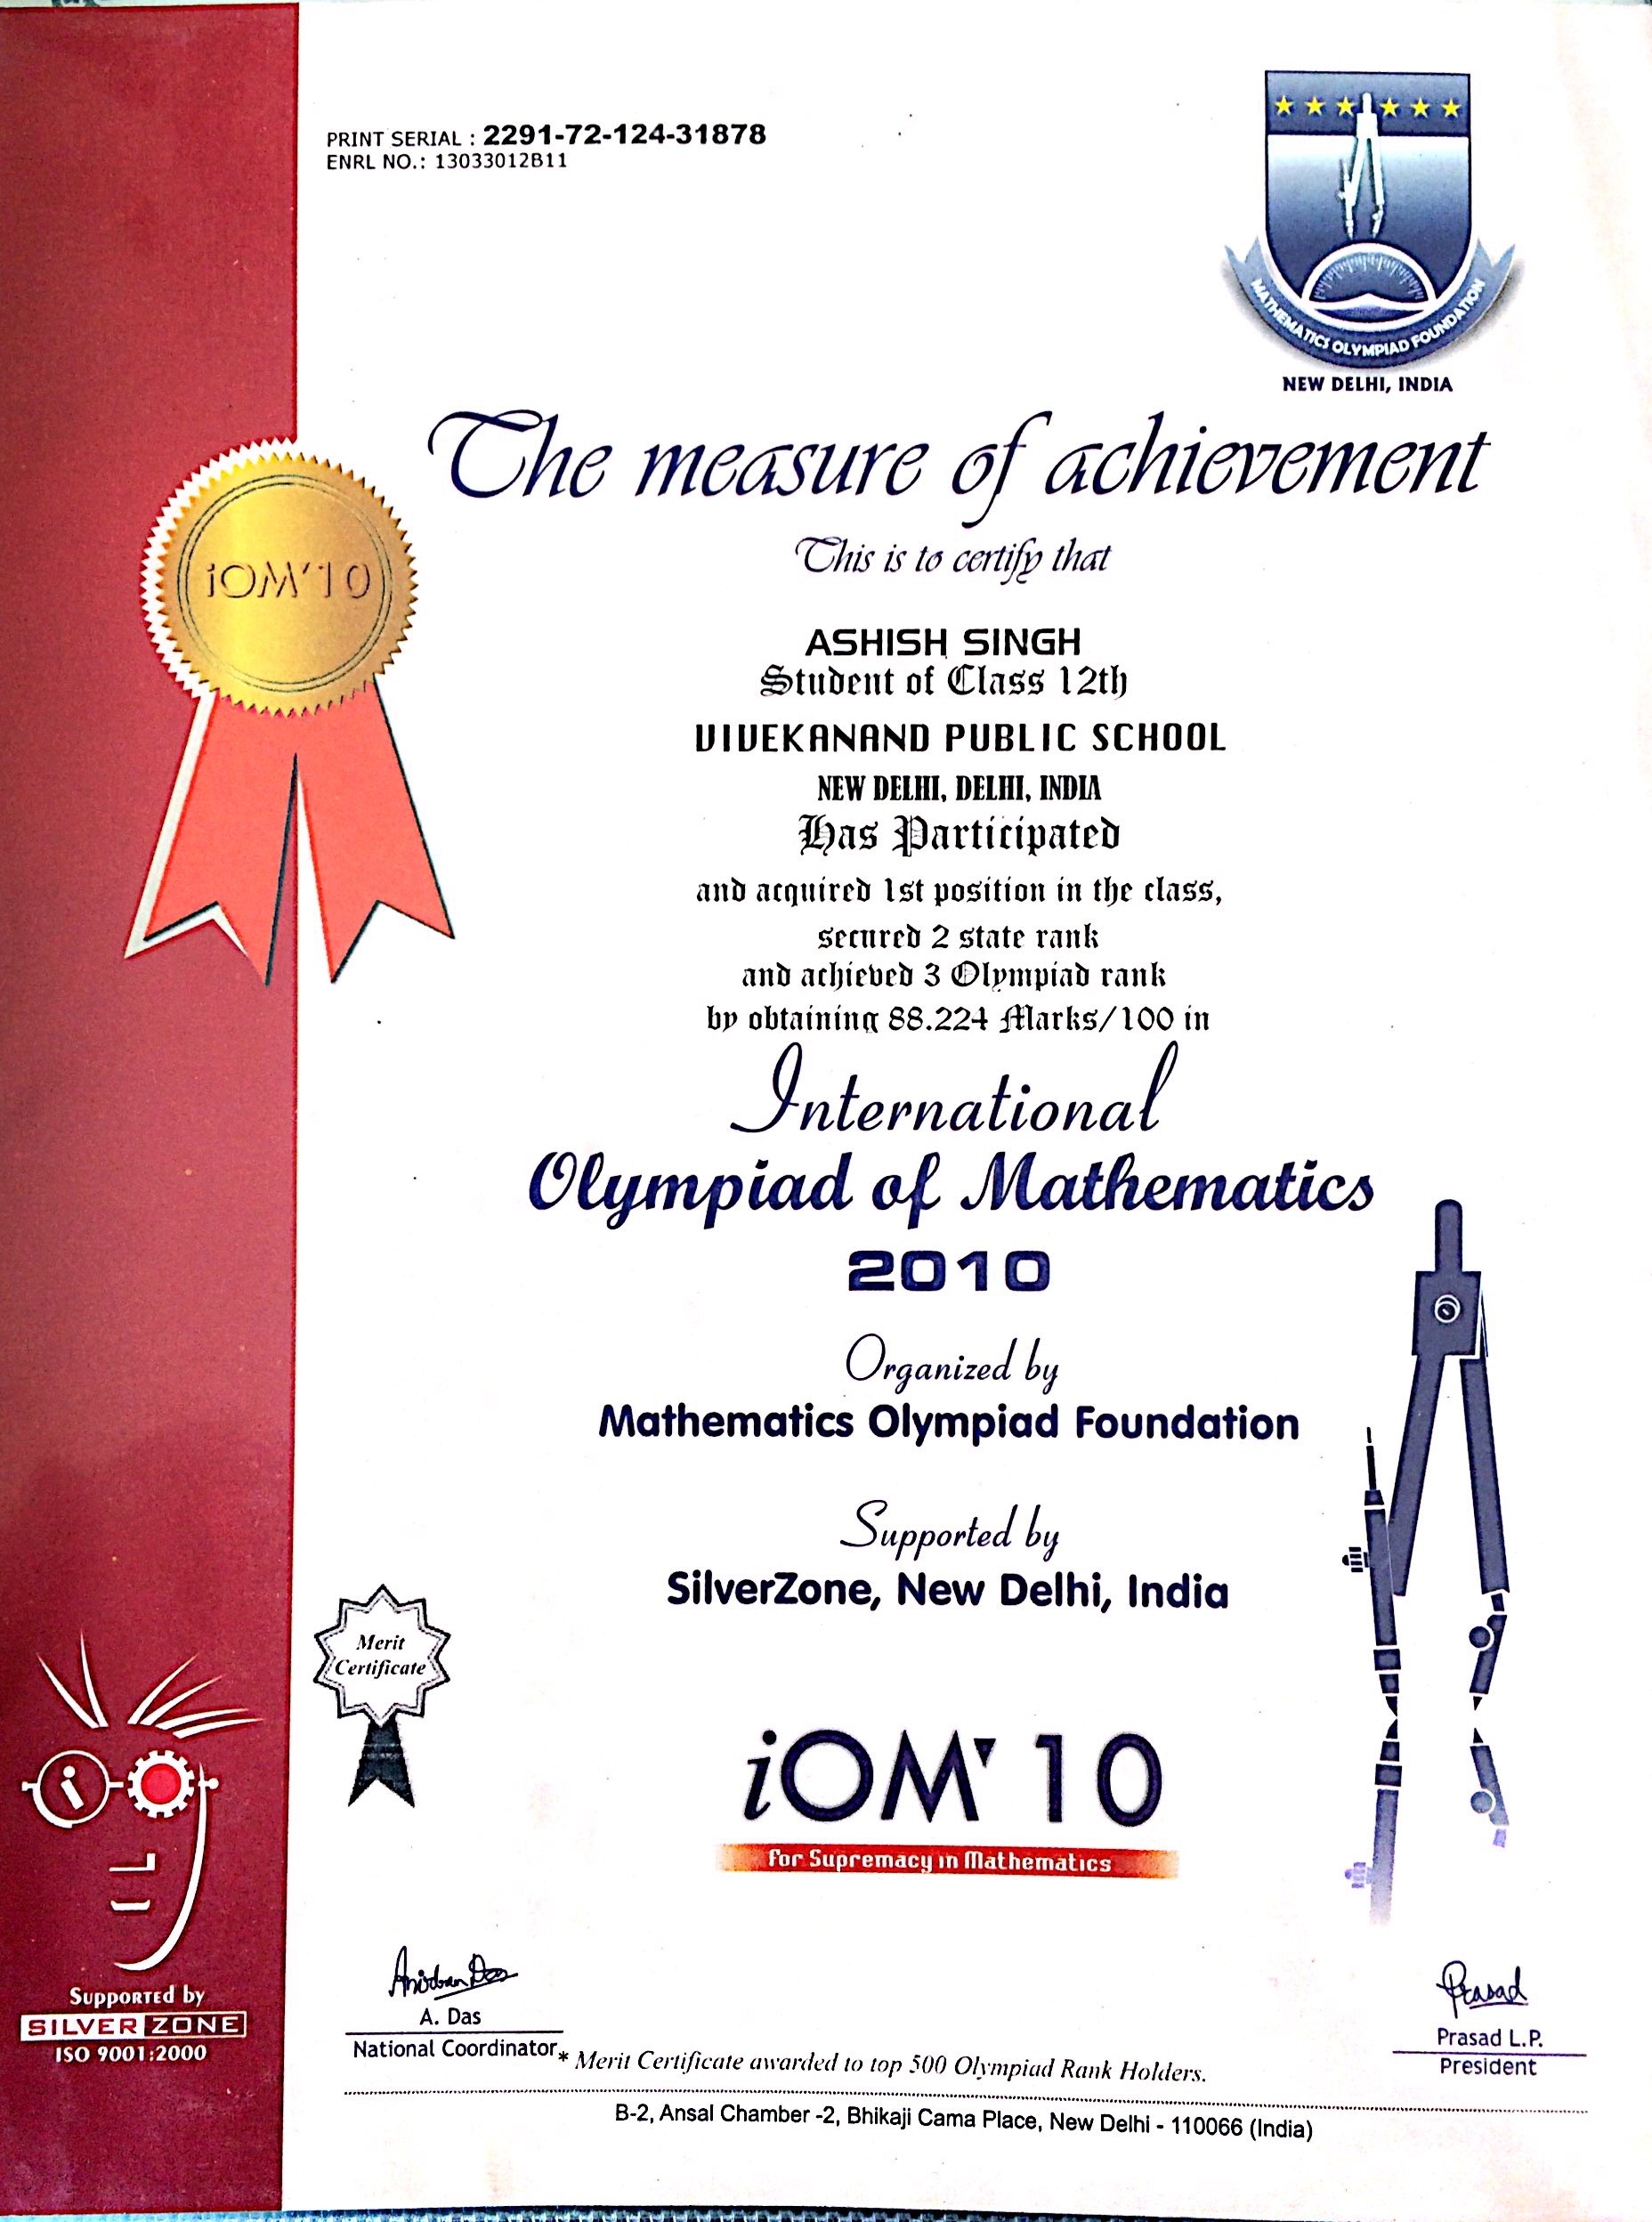 PRINT SERIAL : 2291-72-124-31878
ENRL NO.: 13033012B11
MATHEMATICS OLYMPIAD FOUNDATION
NEW DELHI, INDIA
The measure of achievement
iOM'10
This is to certify that
ASHISH SINGH
Student of Class 12th
VIVEKANAND PUBLIC SCHOOL
NEW DELHI, DELHI, INDIA
Has Participated
and acquired 1st position in the class,
secured 2 state rank
and achieved 3 Olympiad rank
by obtaining 88.224 Marks/100 in
International
Olympiad of Mathematics
2010
Organized by
Mathematics Olympiad Foundation
Supported by
SilverZone, New Delhi, India
Merit
Certificate
iOM' 10
For Supremacy in Mathematics
Supported by
SILVER ZONE
ISO 9001:2000
Anirban Das
A. Das
National Coordinator
Prasad
Prasad L.P.
President
* Merit Certificate awarded to top 500 Olympiad Rank Holders.
B-2, Ansal Chamber -2, Bhikaji Cama Place, New Delhi - 110066 (India)